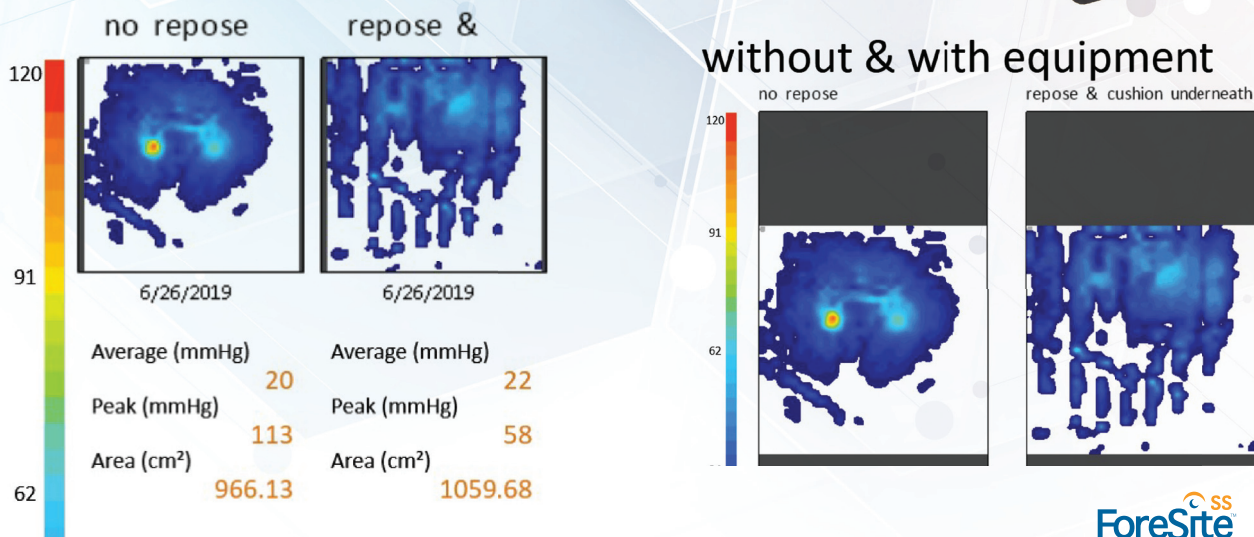 no repose
repose &
120
91
62
6/26/2019
6/26/2019
Average (mmHg)
20
Peak (mmHg)
113
Area (cm²)
966.13
Average (mmHg)
22
Peak (mmHg)
58
Area (cm²)
1059.68
without & with equipment
no repose
repose & cushion underneath
120
91
62
ForeSite SS™